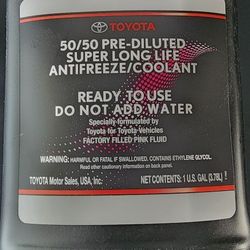 TOYOTA
50/50 PRE-DILUTED
SUPER LONG LIFE
ANTIFREEZE/COOLANT
READY TO USE
DO NOT ADD WATER
Specially formulated by
Toyota for Toyota Vehicles
FACTORY FILLED PINK FLUID
WARNING: HARMFUL OR FATAL IF SWALLOWED. CONTAINS ETHYLENE GLYCOL.
Read other cautionary information on back panel.
TOYOTA Motor Sales, USA, Inc. NET CONTENTS: 1 U.S. GAL (3.78L)